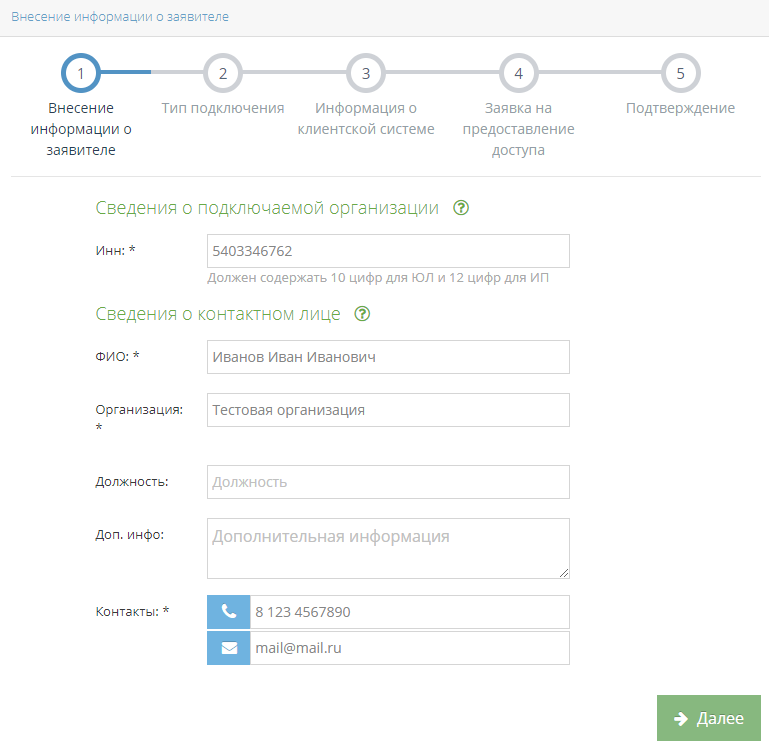 Внесение информации о заявителе
1
2
3
4
5
Внесение
информации о
заявителе
Тип подключения
Информация о
клиентской системе
Заявка на
предоставление
доступа
Подтверждение
Сведения о подключаемой организации ?
Инн: * 5403346762
Должен содержать 10 цифр для ЮЛ и 12 цифр для ИП
Сведения о контактном лице ?
ФИО: * Иванов Иван Иванович
Организация: Тестовая организация
*
Должность: Должность
Доп. инфо: Дополнительная информация
Контакты: * 8 123 4567890
mail@mail.ru
Далее